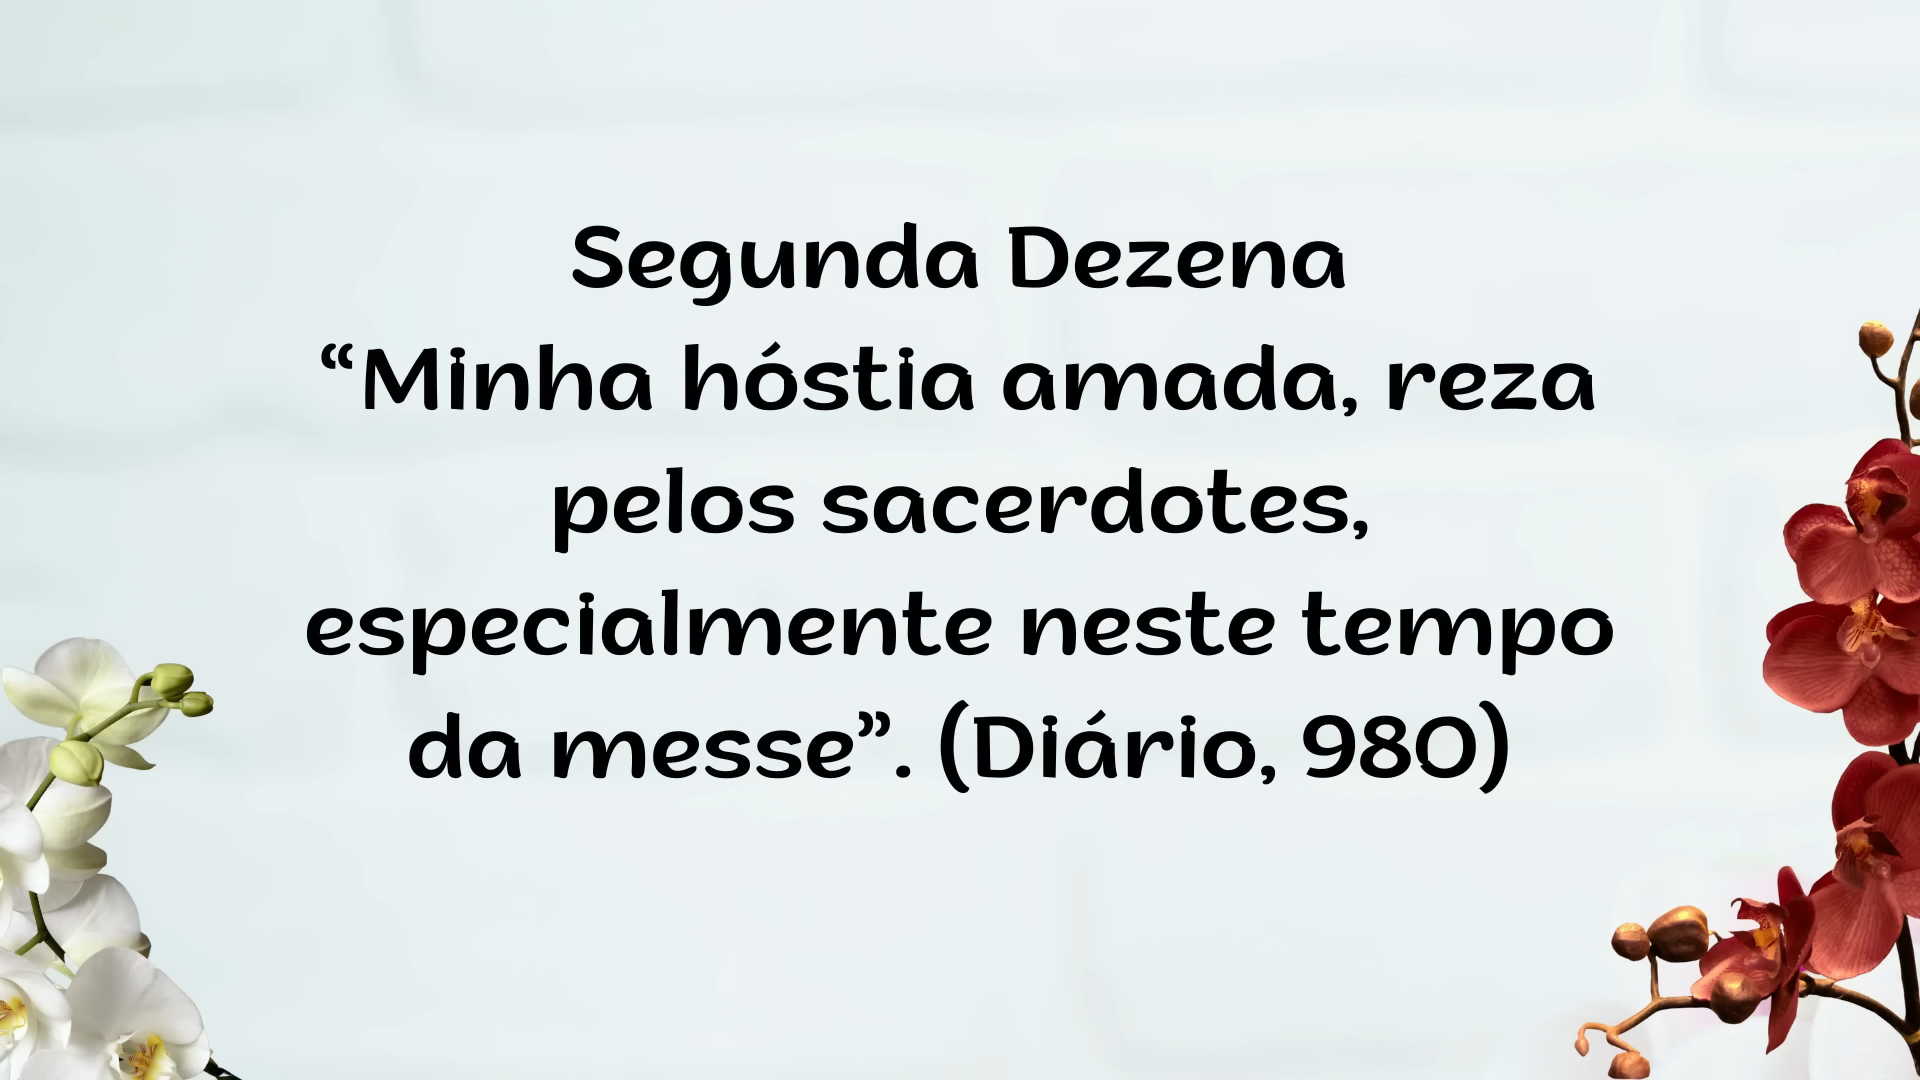 Segunda Dezena
“Minha hóstia amada, reza
pelos sacerdotes,
especialmente neste tempo
da messe”. (Diário, 980)